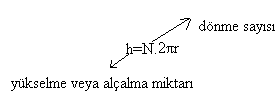 dönme sayısı
h=N.2πr
yükselme veya alçalma miktarı